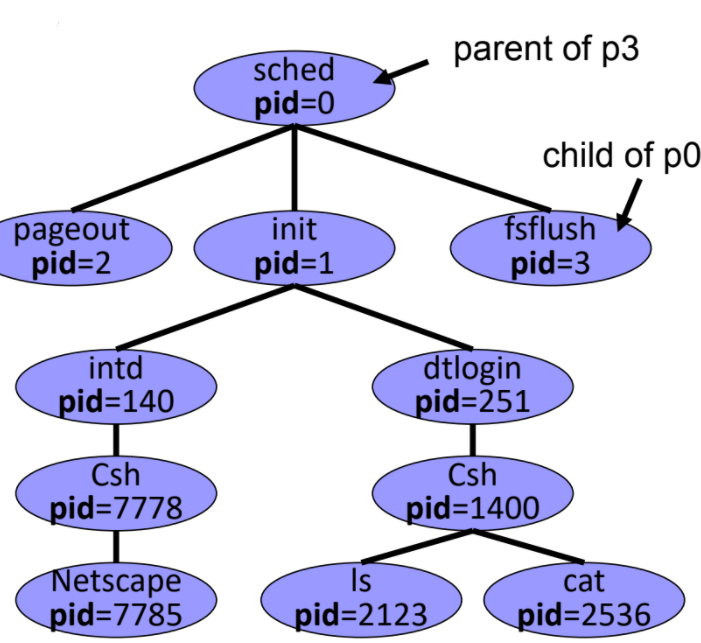 parent of p3
sched
pid=0
child of p0
pageout
pid=2
init
pid=1
fsflush
pid=3
intd
pid=140
dtlogin
pid=251
Csh
pid=7778
Csh
pid=1400
Netscape
pid=7785
ls
pid=2123
cat
pid=2536